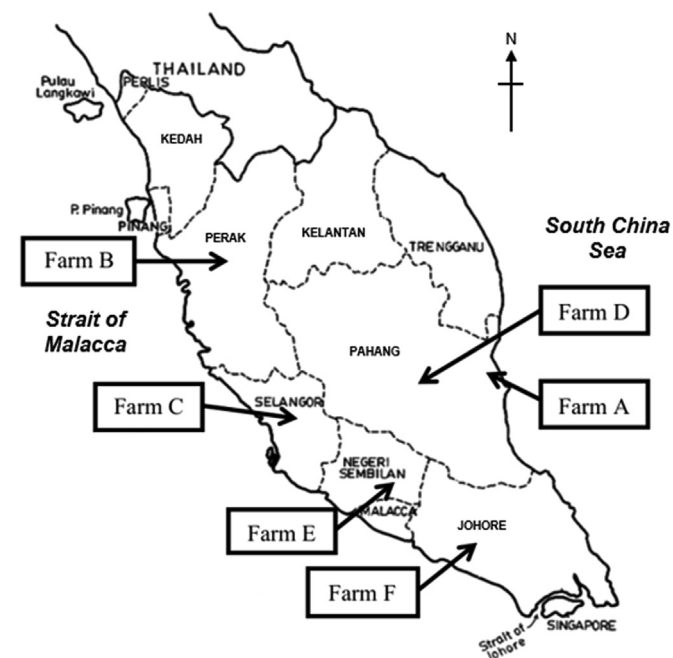 N
THAILAND
PERLIS
Pulau
Langkawi
KEDAH
P. Pinang
PINANG
PERAK
KELANTAN
TRENGGANU
South China
Sea
Farm B
Farm D
Strait of
Malacca
PAHANG
Farm A
Farm C
SELANGOR
NEGERI
SEMBILAN
MALACCA
Farm E
JOHORE
Farm F
SINGAPORE
Strait of
Johore